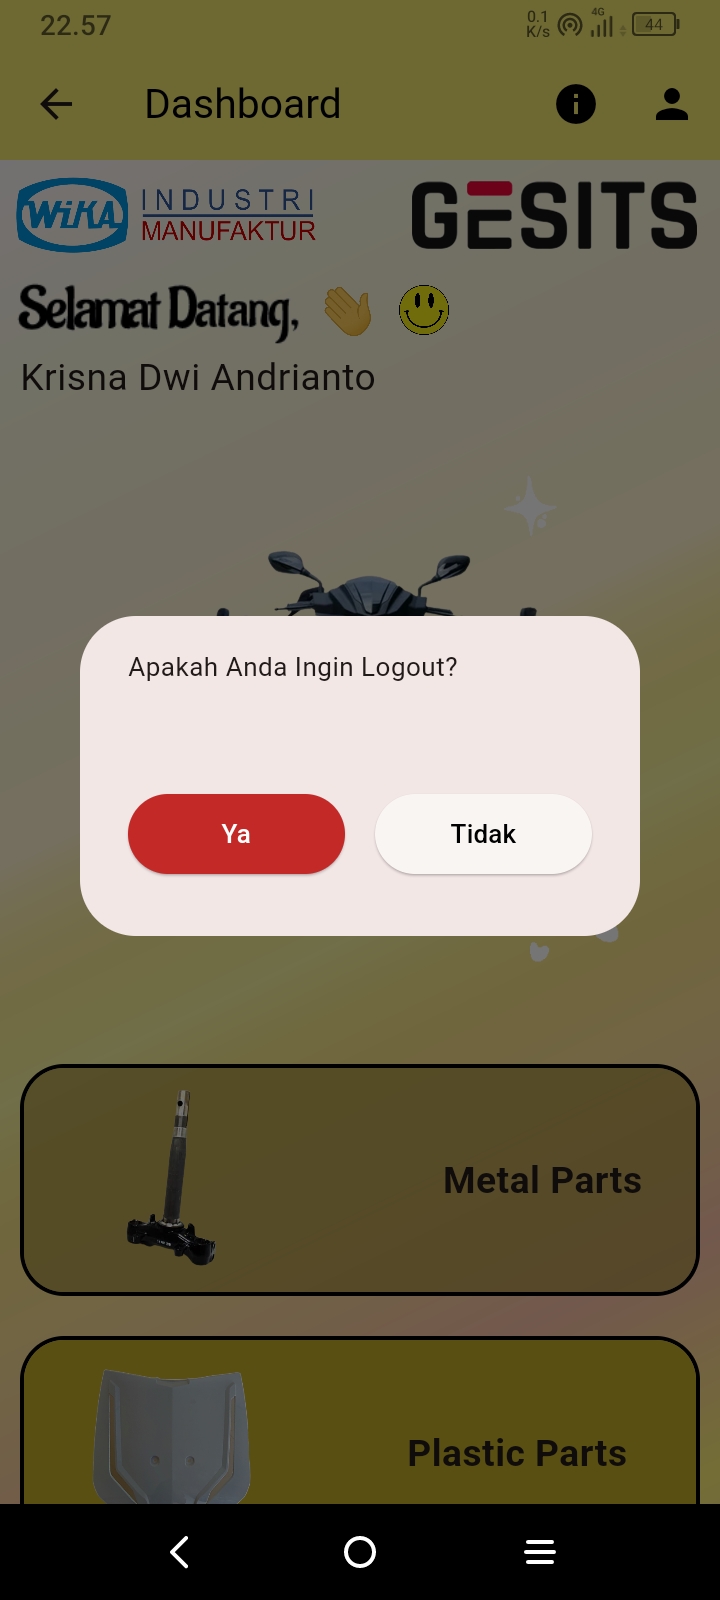 22.57
0.1
K/s
4G
44
Dashboard
WiKA INDUSTRI
MANUFAKTUR
GESITS
Selamat Datang,
Krisna Dwi Andrianto
Apakah Anda Ingin Logout?
Ya
Tidak
Metal Parts
Plastic Parts